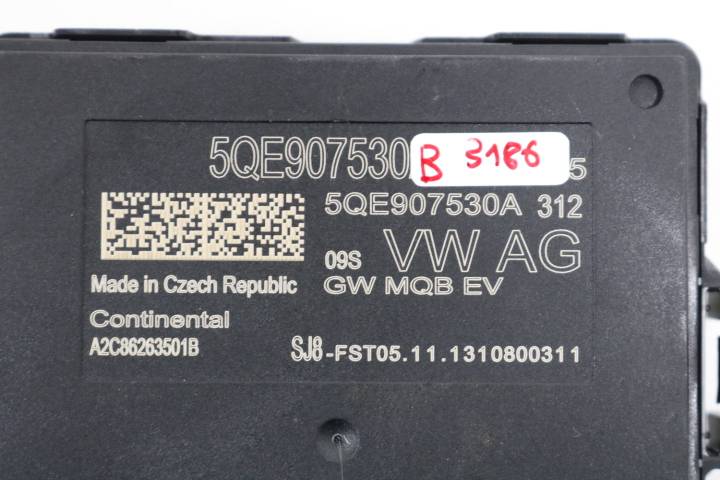 5QE907530 B 3186 5
5QE907530A 312
09S VW AG
Made in Czech Republic GW MQB EV
Continental
A2C86263501B SJ8-FST05.11.1310800311